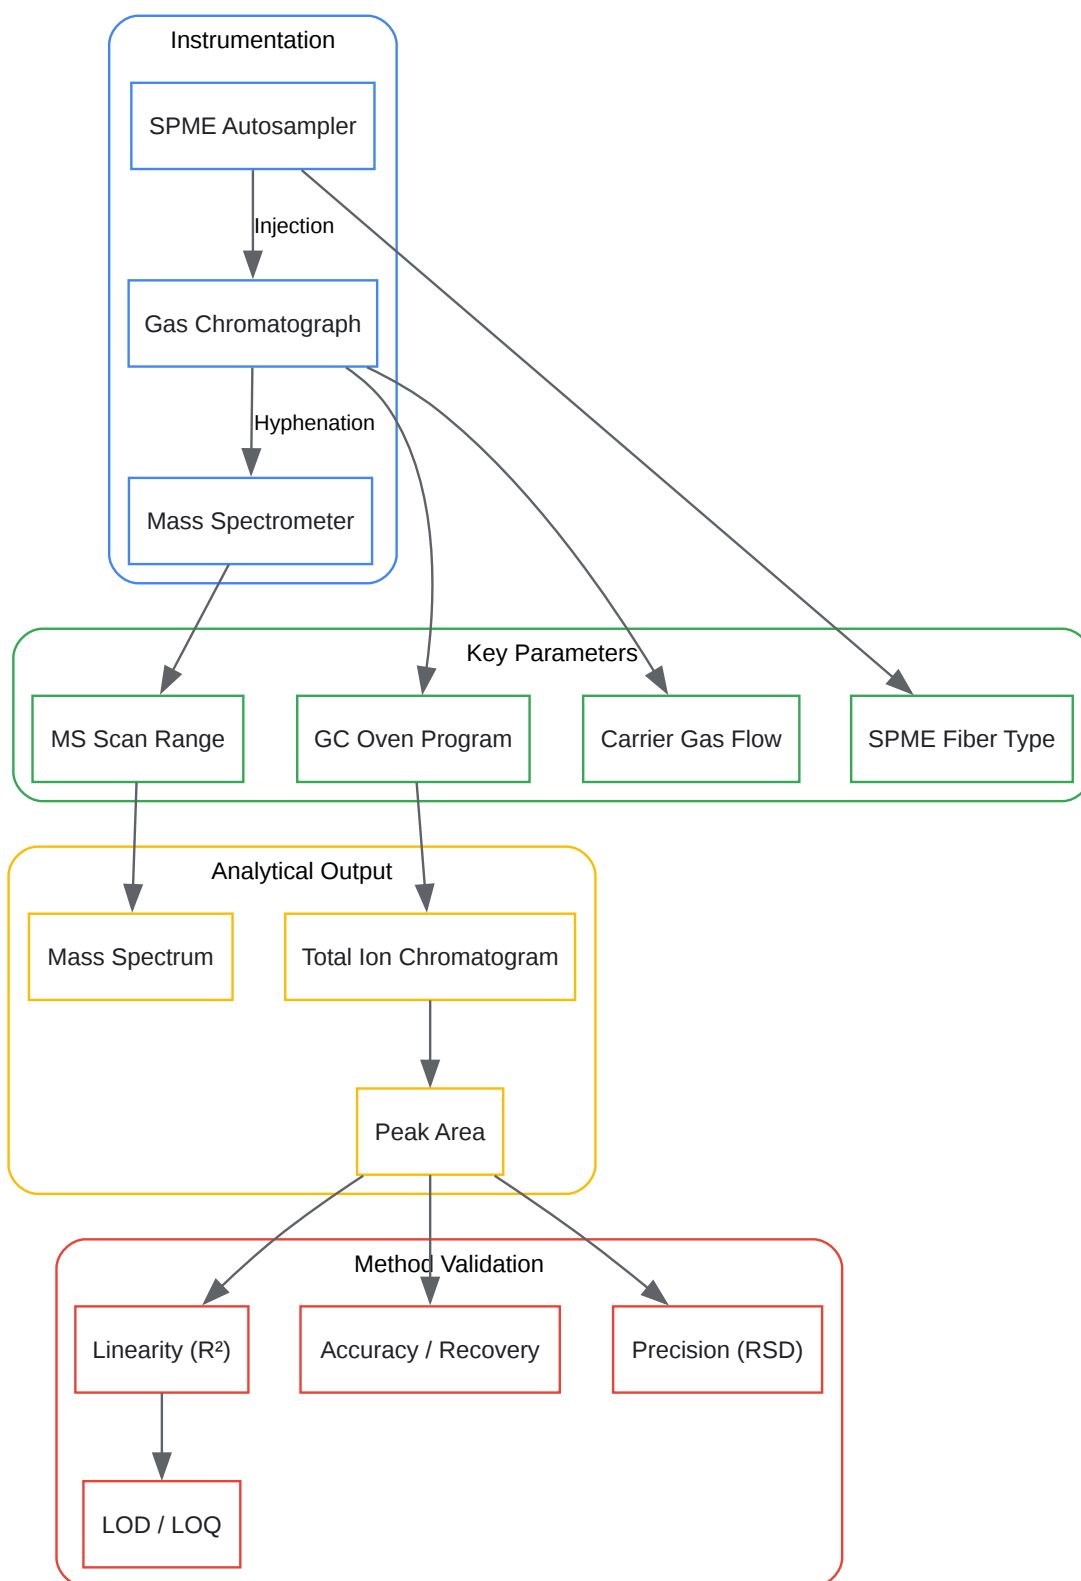 Instrumentation
SPME Autosampler
Injection
Gas Chromatograph
Hyphenation
Mass Spectrometer
Key Parameters
MS Scan Range
GC Oven Program
Carrier Gas Flow
SPME Fiber Type
Analytical Output
Mass Spectrum
Total Ion Chromatogram
Peak Area
Method Validation
Linearity (R²)
Accuracy / Recovery
Precision (RSD)
LOD / LOQ